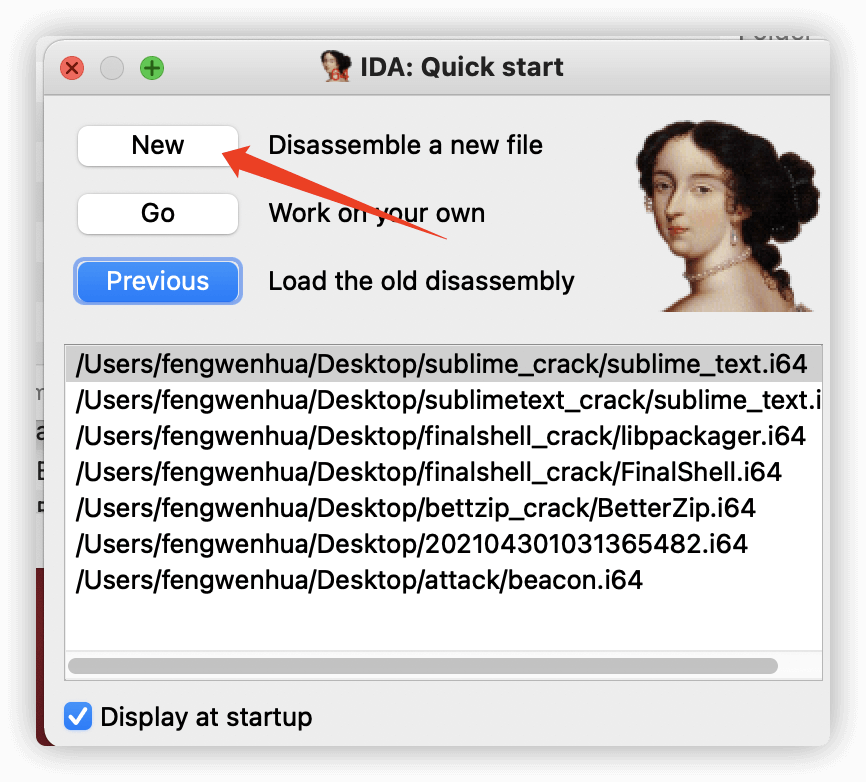 IDA: Quick start
New Disassemble a new file
Go Work on your own
Previous Load the old disassembly
/Users/fengwenhua/Desktop/sublime_crack/sublime_text.i64
/Users/fengwenhua/Desktop/sublimetext_crack/sublime_text.i
/Users/fengwenhua/Desktop/finalshell_crack/libpackager.i64
/Users/fengwenhua/Desktop/finalshell_crack/FinalShell.i64
/Users/fengwenhua/Desktop/bettzip_crack/BetterZip.i64
/Users/fengwenhua/Desktop/202104301031365482.i64
/Users/fengwenhua/Desktop/attack/beacon.i64
Display at startup